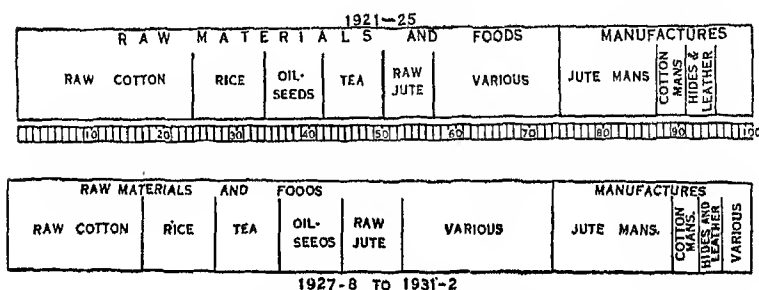 1921-25
RAW MATERIALS AND FOODS MANUFACTURES
RAW COTTON RICE OIL-SEEDS TEA RAW JUTE VARIOUS JUTE MANS COTTON MANS HIDES & LEATHER
10 20 30 40 50 60 70 80 90 100
RAW MATERIALS AND FOODS MANUFACTURES
RAW COTTON RICE TEA OIL-SEEDS RAW JUTE VARIOUS JUTE MANS. COTTON MANS. HIDES AND LEATHER VARIOUS
1927-8 TO 1931-2